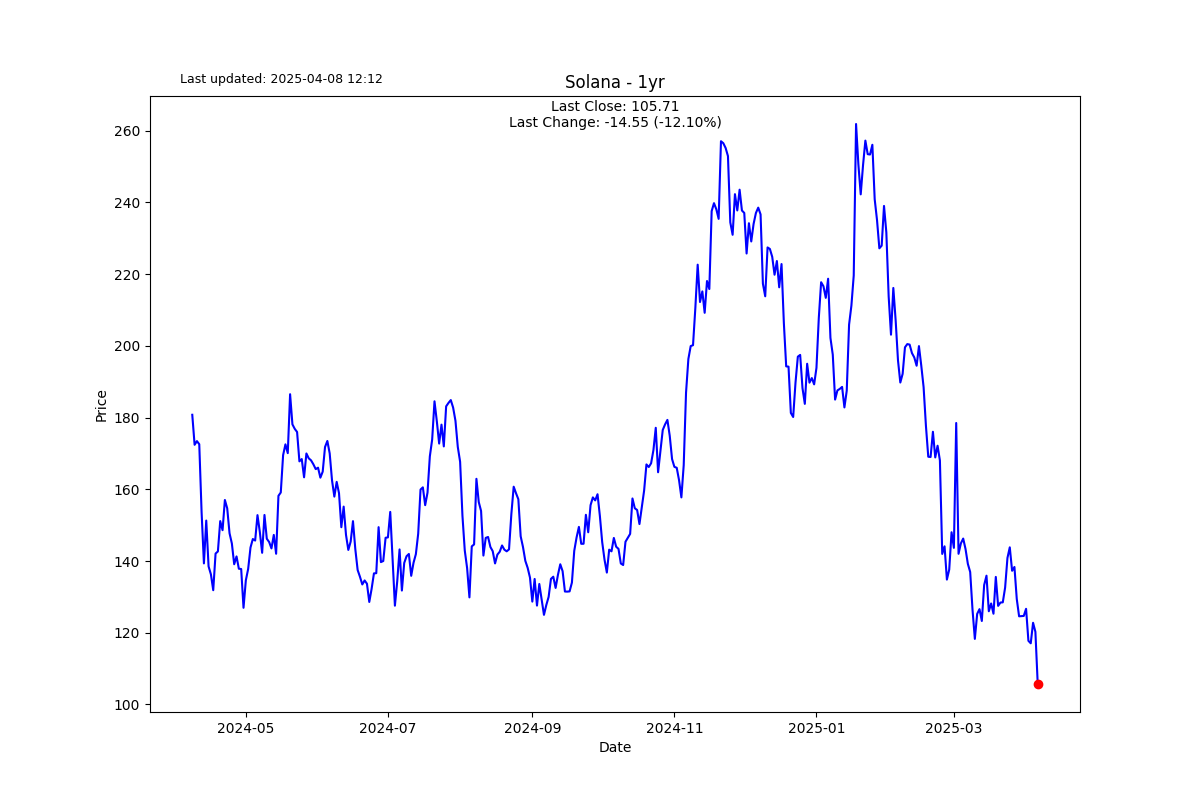 Last updated: 2025-04-08 12:12
Solana - 1yr
Last Close: 105.71
Last Change: -14.55 (-12.10%)
260
240
220
200
180
160
140
120
100
Price
2024-05 2024-07 2024-09 2024-11 2025-01 2025-03
Date